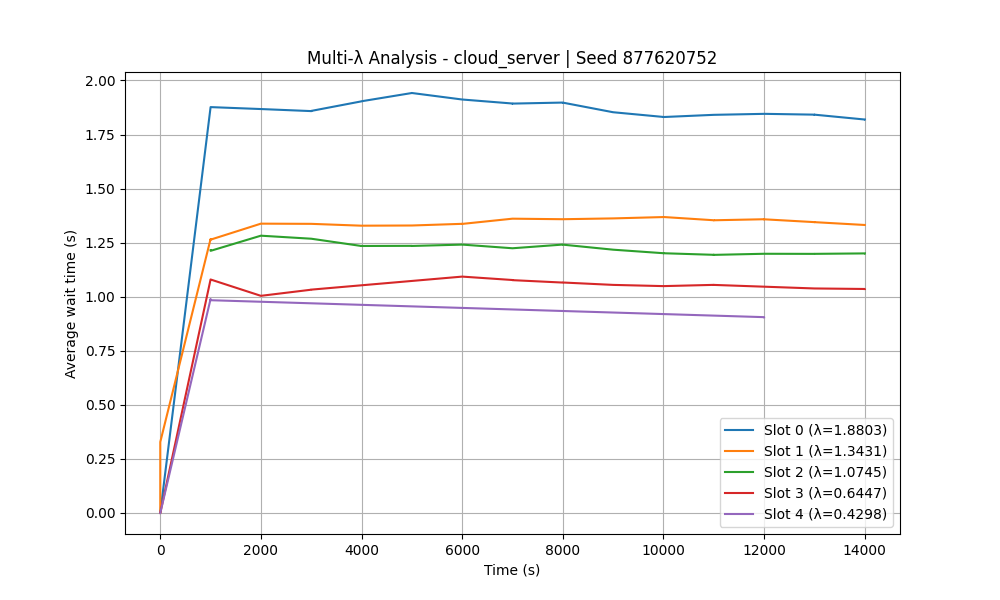 Multi-λ Analysis - cloud_server | Seed 877620752
2.00
1.75
1.50
1.25
1.00
0.75
0.50
0.25
0.00
Average wait time (s)
Slot 0 (λ=1.8803)
Slot 1 (λ=1.3431)
Slot 2 (λ=1.0745)
Slot 3 (λ=0.6447)
Slot 4 (λ=0.4298)
0 2000 4000 6000 8000 10000 12000 14000
Time (s)